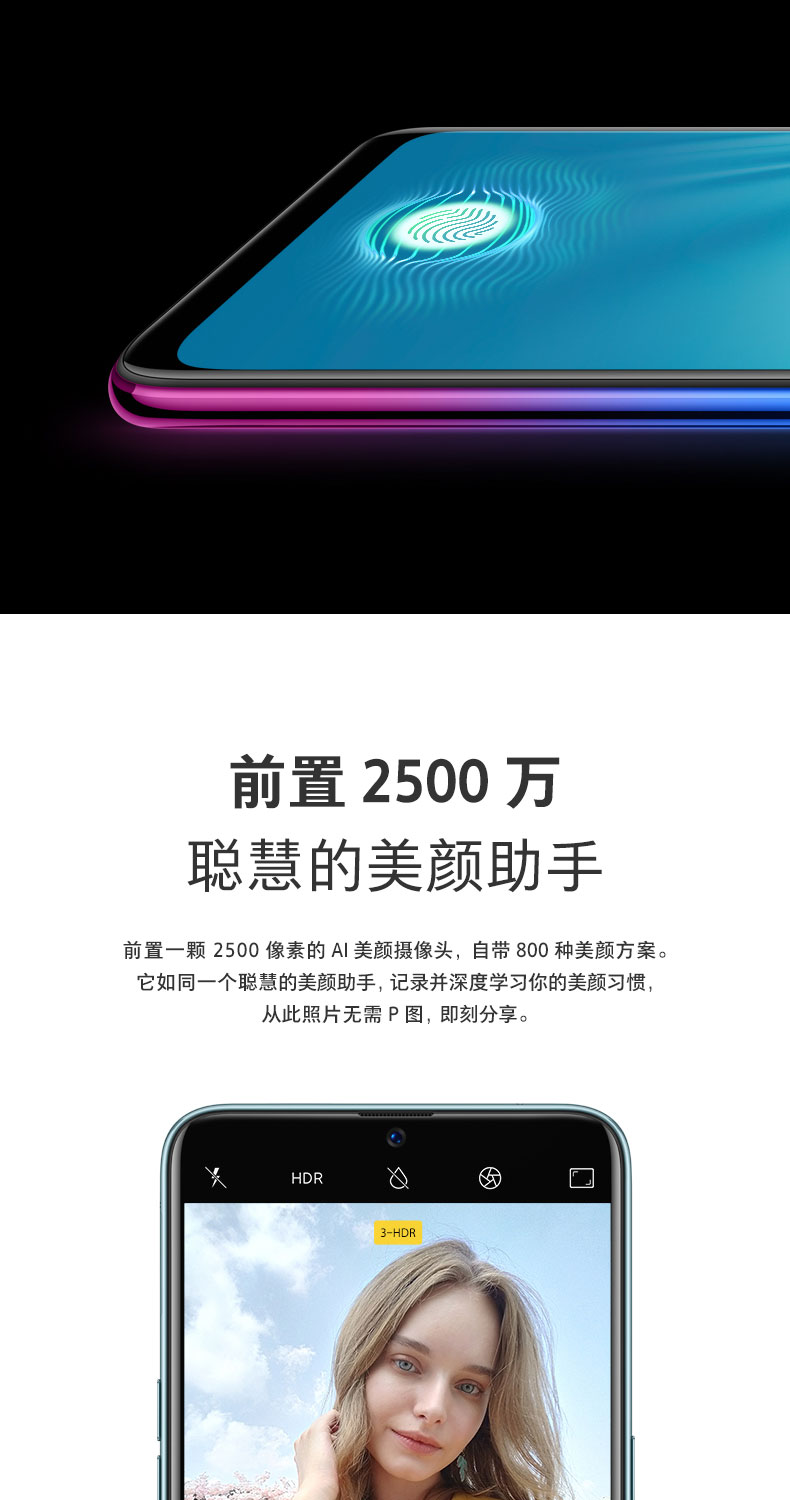 前置 2500 万
聪慧的美颜助手
前置一颗 2500 像素的 AI 美颜摄像头，自带 800 种美颜方案。
它如同一个聪慧的美颜助手，记录并深度学习你的美颜习惯，
从此照片无需 P 图，即刻分享。
HDR
3-HDR